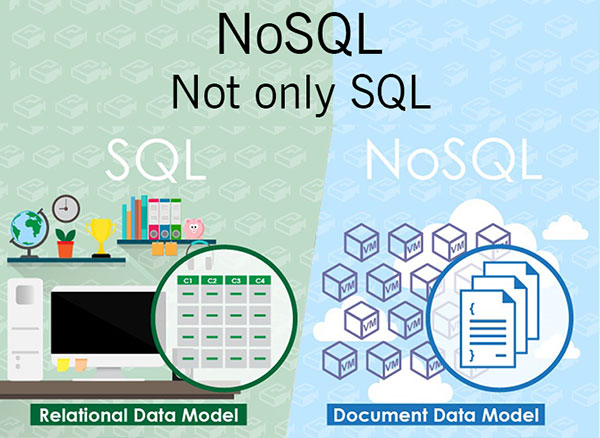 NoSQL
Not only SQL
SQL
NoSQL
C1 C2 C3 C4
VM VM VM
VM VM VM
VM VM
VM VM VM
{
}
Relational Data Model
Document Data Model